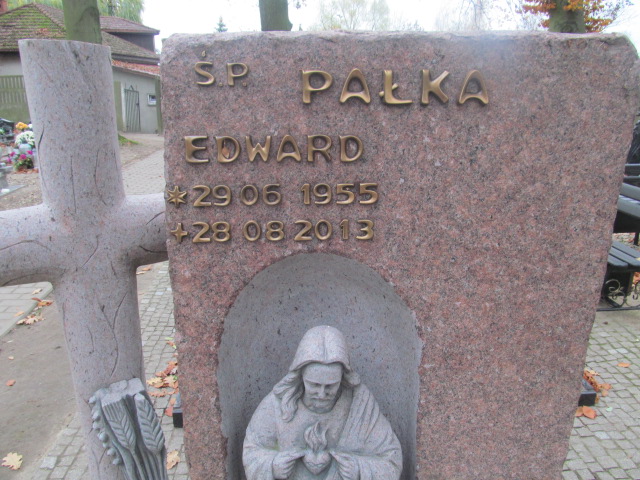 Ś.P. PAŁKA
EDWARD
*29 06 1955
+28 08 2013